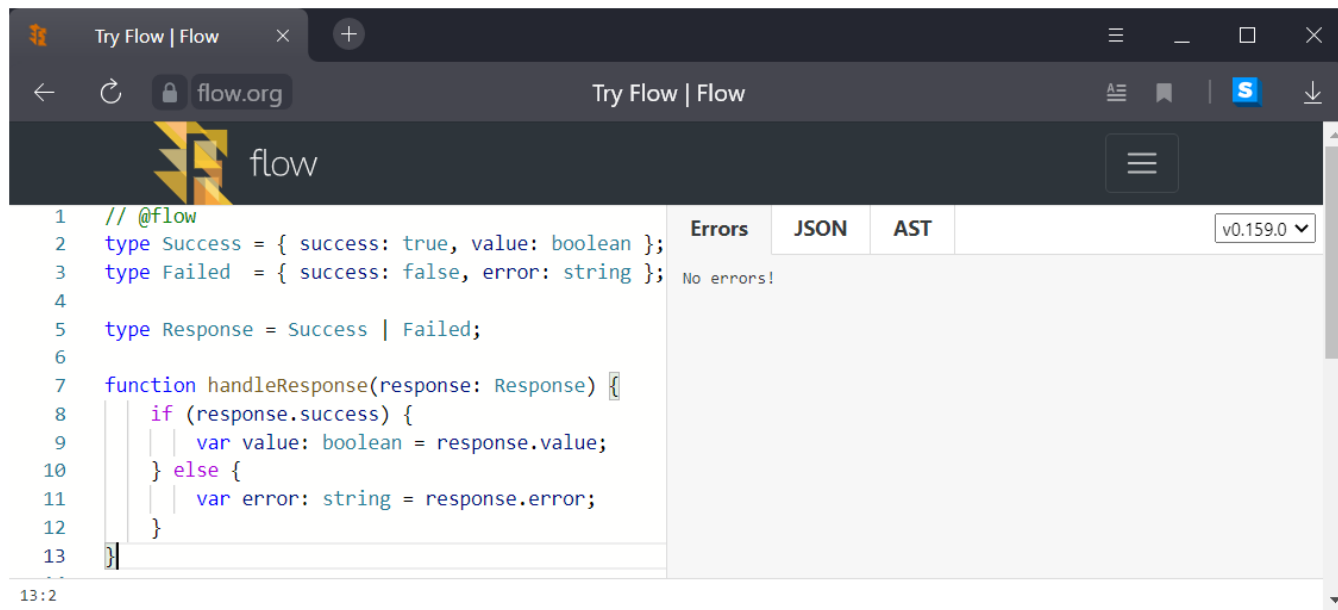 Try Flow | Flow
flow.org Try Flow | Flow
flow
Errors JSON AST v0.159.0
No errors!
1 // @flow
2 type Success = { success: true, value: boolean };
3 type Failed  = { success: false, error: string };
4
5 type Response = Success | Failed;
6
7 function handleResponse(response: Response) {
8     if (response.success) {
9         var value: boolean = response.value;
10     } else {
11         var error: string = response.error;
12     }
13 }
13:2